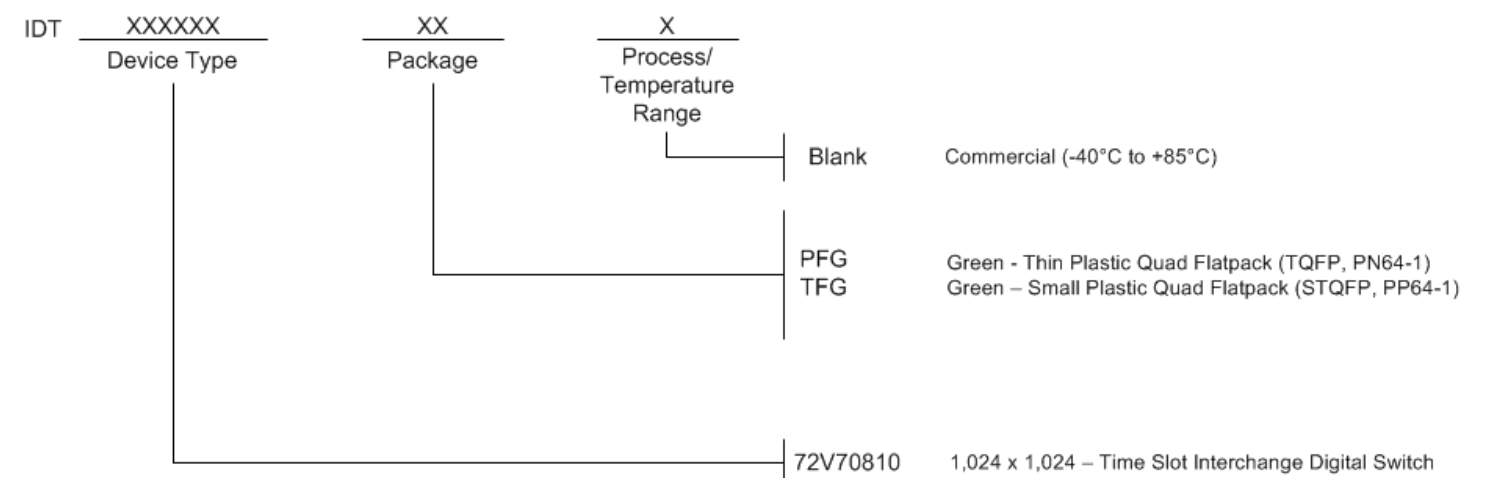 IDT XXXXXX XX X
Device Type Package Process/
Temperature
Range
Blank Commercial (-40°C to +85°C)
PFG Green - Thin Plastic Quad Flatpack (TQFP, PN64-1)
TFG Green – Small Plastic Quad Flatpack (STQFP, PP64-1)
72V70810 1,024 x 1,024 – Time Slot Interchange Digital Switch